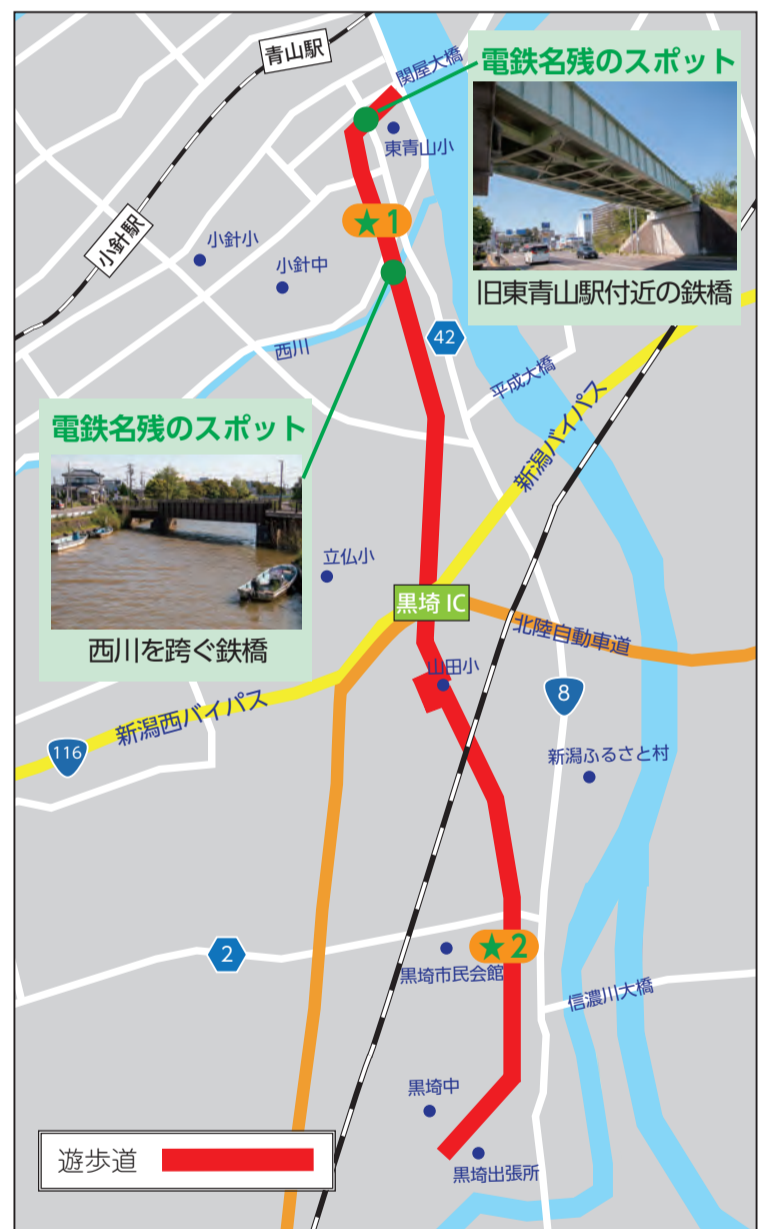 青山駅
関屋大橋
電鉄名残のスポット
旧東青山駅付近の鉄橋
東青山小
★1
小針駅
小針小
小針中
西川
42
平成大橋
新潟バイパス
電鉄名残のスポット
西川を跨ぐ鉄橋
立仏小
黒埼 IC
北陸自動車道
山田小
8
新潟西バイパス
116
新潟ふるさと村
2
★2
黒埼市民会館
信濃川大橋
黒埼中
黒埼出張所
遊歩道